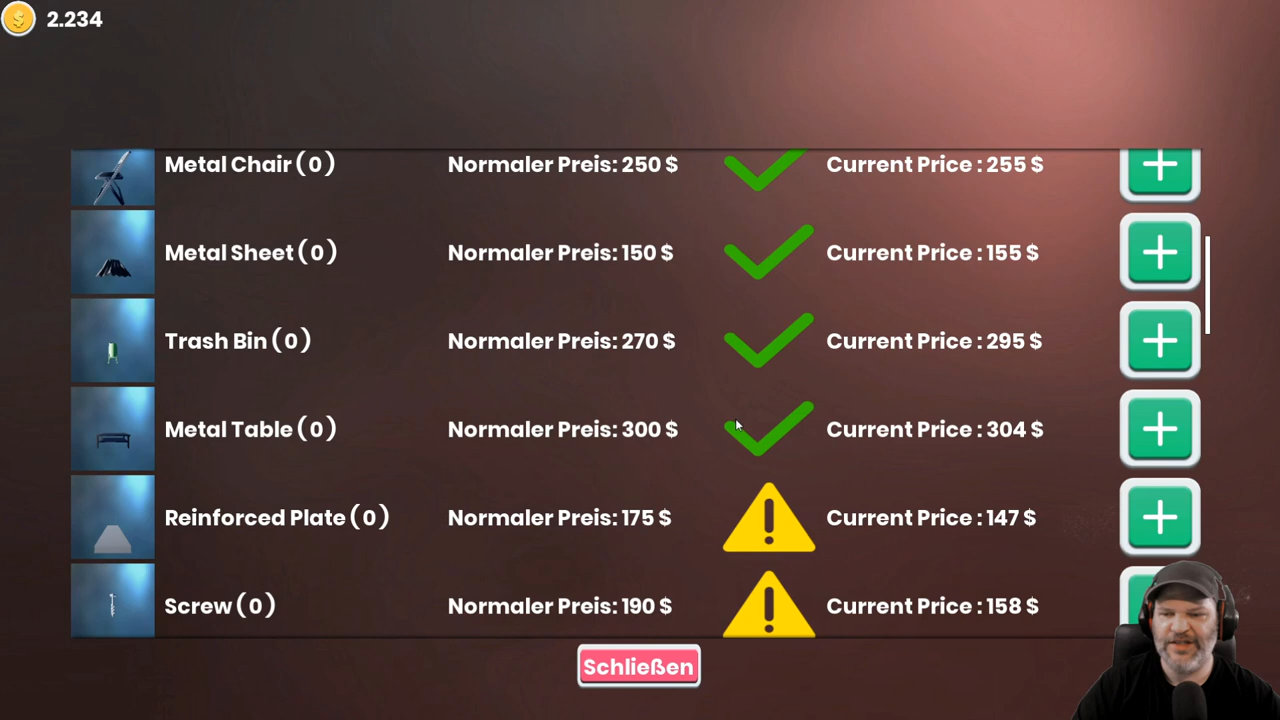 2.234
Metal Chair ( 0 ) Normaler Preis: 250 $ Current Price : 255 $
Metal Sheet ( 0 ) Normaler Preis: 150 $ Current Price : 155 $
Trash Bin ( 0 ) Normaler Preis: 270 $ Current Price : 295 $
Metal Table ( 0 ) Normaler Preis: 300 $ Current Price : 304 $
Reinforced Plate ( 0 ) Normaler Preis: 175 $ Current Price : 147 $
Screw ( 0 ) Normaler Preis: 190 $ Current Price : 158 $
Schließen